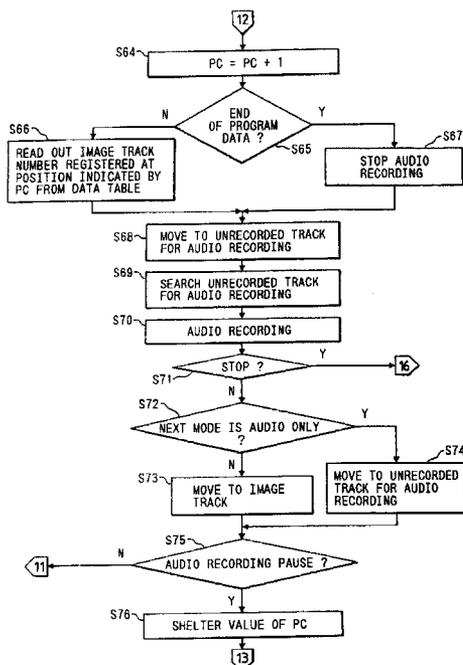 12
S64
PC = PC + 1
N
END
OF PROGRAM
DATA ?
Y
S65
S66
READ OUT IMAGE TRACK
NUMBER REGISTERED AT
POSITION INDICATED BY
PC FROM DATA TABLE
S67
STOP AUDIO
RECORDING
S68
MOVE TO UNRECORDED TRACK
FOR AUDIO RECORDING
S69
SEARCH UNRECORDED TRACK
FOR AUDIO RECORDING
S70
AUDIO RECORDING
S71
STOP ?
Y
16
N
S72
NEXT MODE IS AUDIO ONLY
?
Y
N
S73
MOVE TO IMAGE
TRACK
S74
MOVE TO UNRECORDED
TRACK FOR AUDIO
RECORDING
S75
N
AUDIO RECORDING PAUSE ?
11
Y
S76
SHELTER VALUE OF PC
13